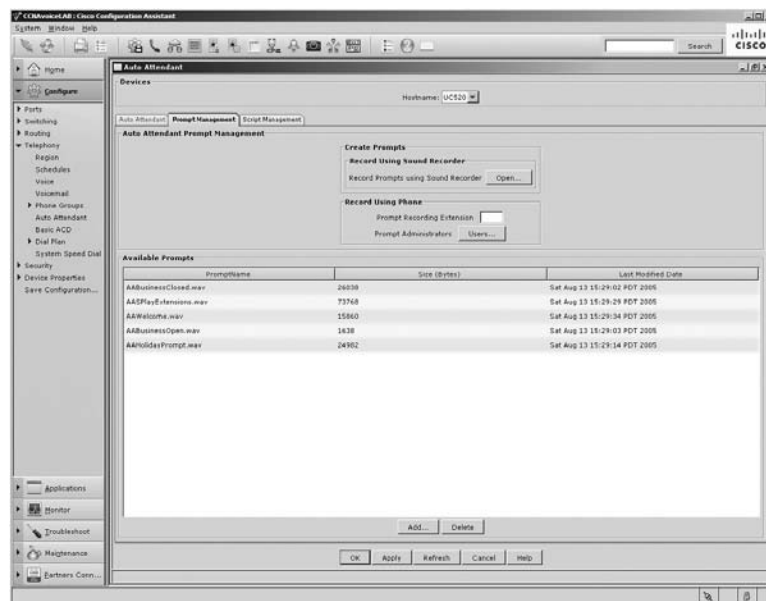 CCNAvoiceLAB : Cisco Configuration Assistant
System Window Help
Search
CISCO
Home
Configure
Ports
Switching
Routing
Telephony
Region
Schedules
Voice
Voicemail
Phone Groups
Auto Attendant
Basic ACD
Dial Plan
System Speed Dial
Security
Device Properties
Save Configuration...
Applications
Monitor
Troubleshoot
Maintenance
Partners Conn...
Auto Attendant
Devices
Hostname: UC520
Auto Attendant Prompt Management Script Management
Auto Attendant Prompt Management
Create Prompts
Record Using Sound Recorder
Record Prompts using Sound Recorder Open...
Record Using Phone
Prompt Recording Extension
Prompt Administrators Users...
Available Prompts
PromptName Size (Bytes) Last Modified Date
AABusinessClosed.wav 26038 Sat Aug 13 15:29:02 PDT 2005
AASPlayExtensions.wav 73768 Sat Aug 13 15:29:29 PDT 2005
AAWelcome.wav 15860 Sat Aug 13 15:29:34 PDT 2005
AABusinessOpen.wav 1638 Sat Aug 13 15:29:03 PDT 2005
AAHolidayPrompt.wav 24982 Sat Aug 13 15:29:14 PDT 2005
Add... Delete
OK Apply Refresh Cancel Help